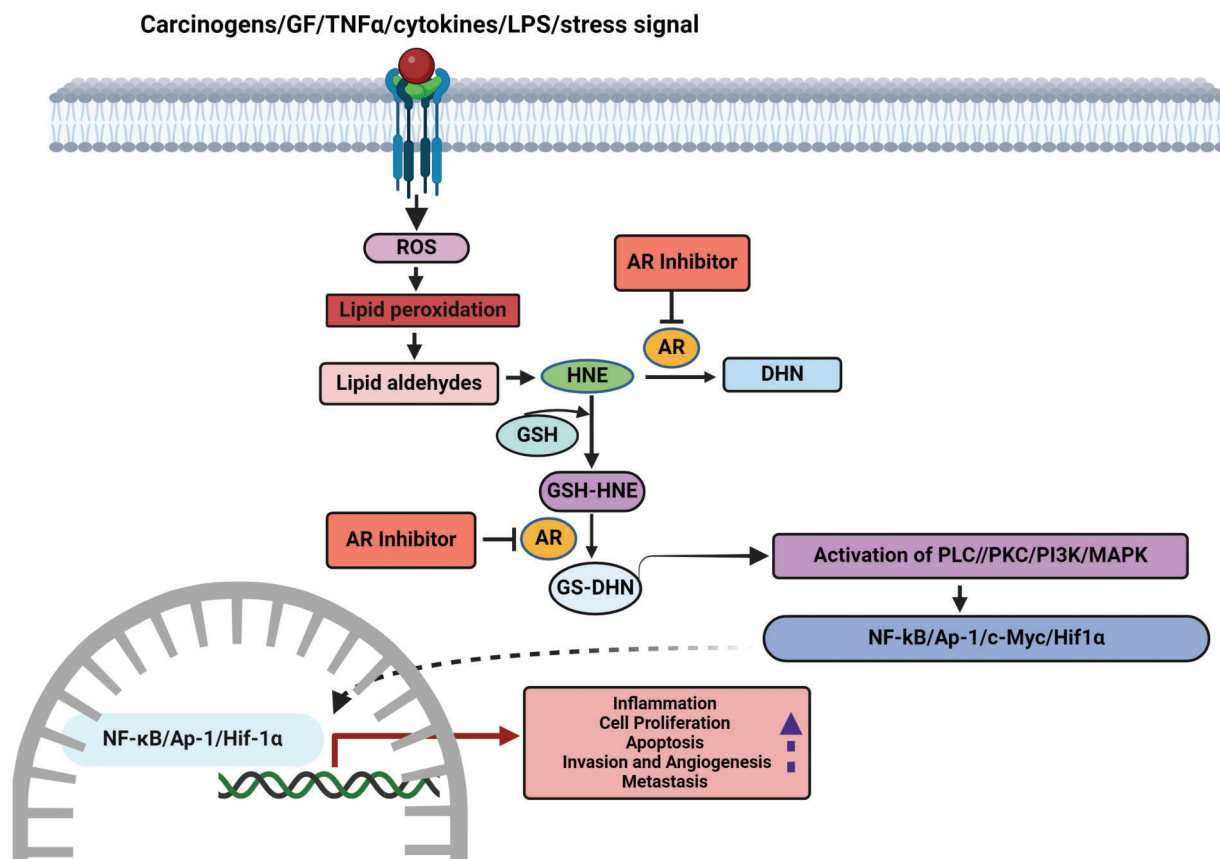 Carcinogens/GF/TNFα/cytokines/LPS/stress signal
ROS
AR Inhibitor
Lipid peroxidation
AR
Lipid aldehydes
HNE
DHN
GSH
GSH-HNE
AR Inhibitor
AR
Activation of PLC//PKC/PI3K/MAPK
GS-DHN
NF-kB/Ap-1/c-Myc/Hif1α
NF-κB/Ap-1/Hif-1α
Inflammation
Cell Proliferation
Apoptosis
Invasion and Angiogenesis
Metastasis